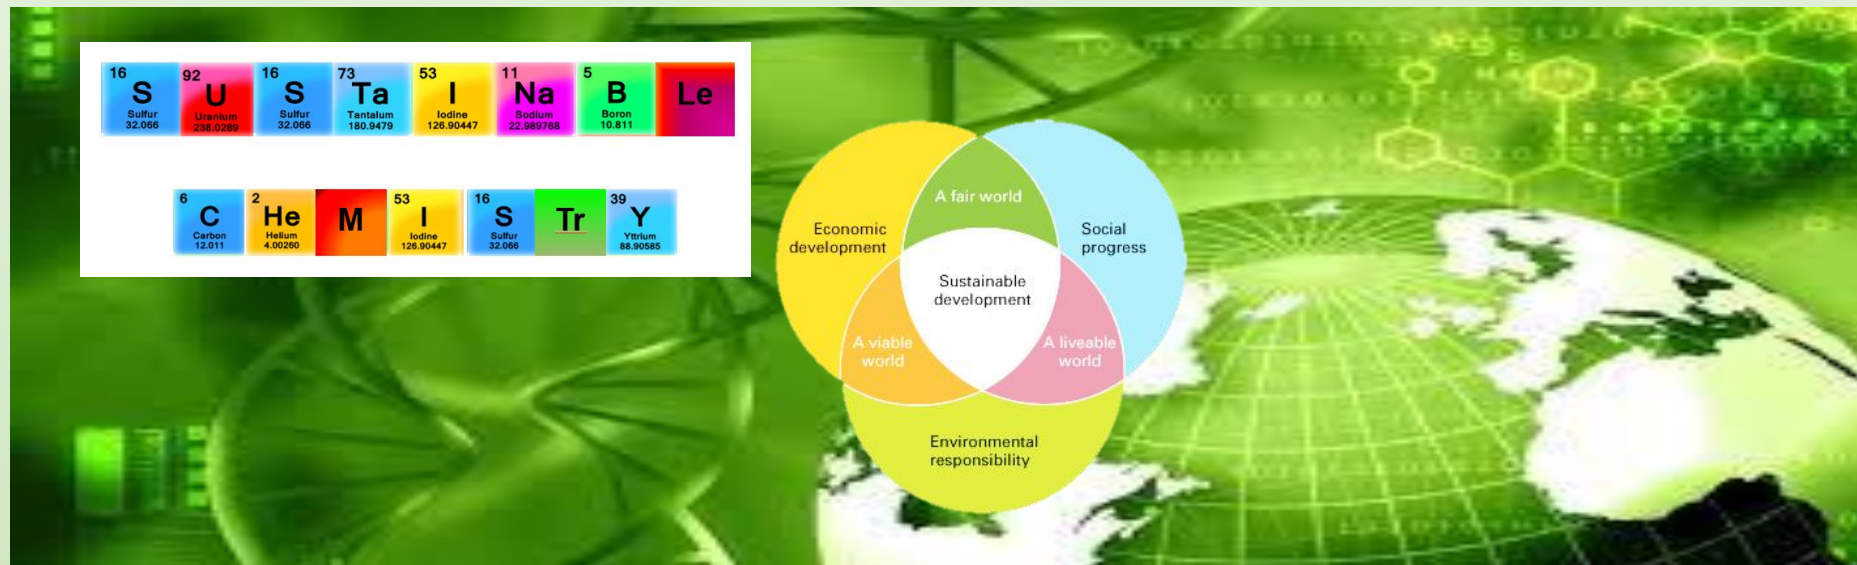 16 92 16 73 53 11 5
S U S Ta I Na B Le
Sulfur Uranium Sulfur Tantalum Iodine Sodium Boron
32.066 238.0289 32.066 180.9479 126.90447 22.989768 10.811
6 2 53 16 39
C He M I S Tr Y
Carbon Helium Iodine Sulfur Yttrium
12.011 4.00260 126.90447 32.066 88.90585
A fair world
Economic
development
Social
progress
Sustainable
development
A viable
world
A liveable
world
Environmental
responsibility